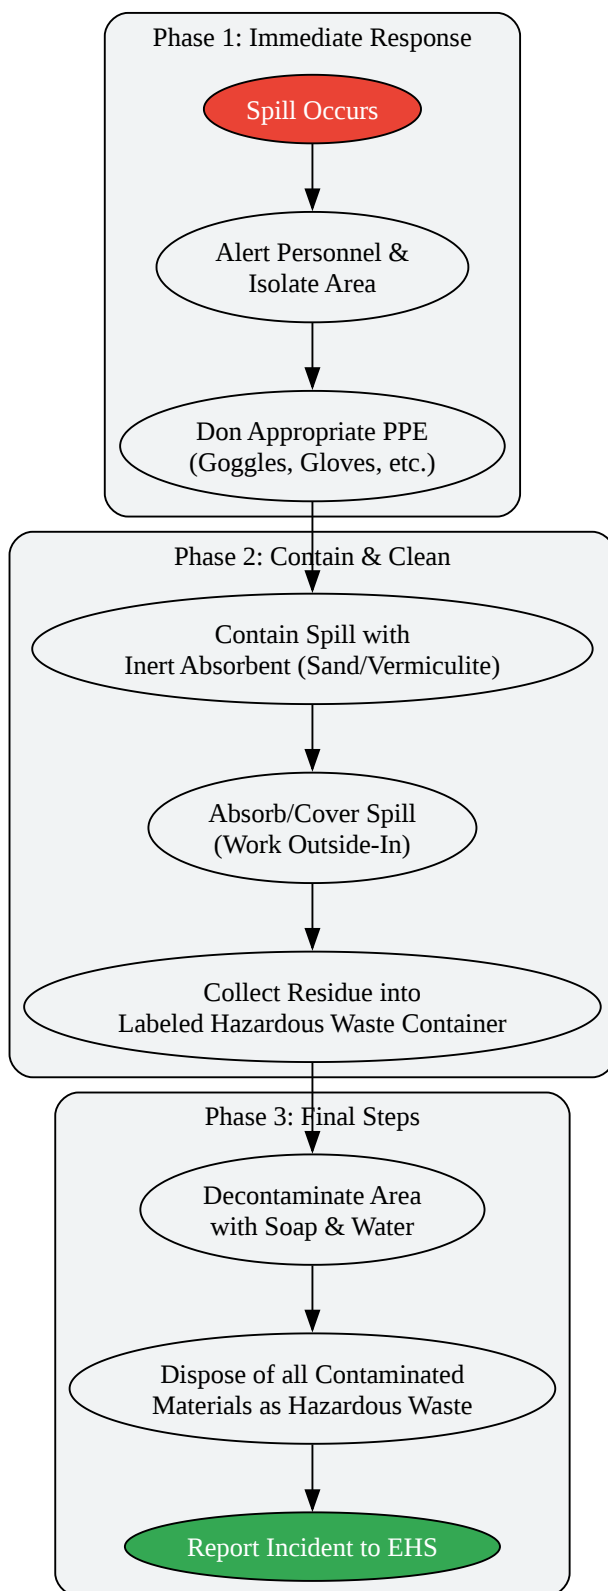 Phase 1: Immediate Response
Spill Occurs
Alert Personnel &
Isolate Area
Don Appropriate PPE
(Goggles, Gloves, etc.)
Phase 2: Contain & Clean
Contain Spill with
Inert Absorbent (Sand/Vermiculite)
Absorb/Cover Spill
(Work Outside-In)
Collect Residue into
Labeled Hazardous Waste Container
Phase 3: Final Steps
Decontaminate Area
with Soap & Water
Dispose of all Contaminated
Materials as Hazardous Waste
Report Incident to EHS